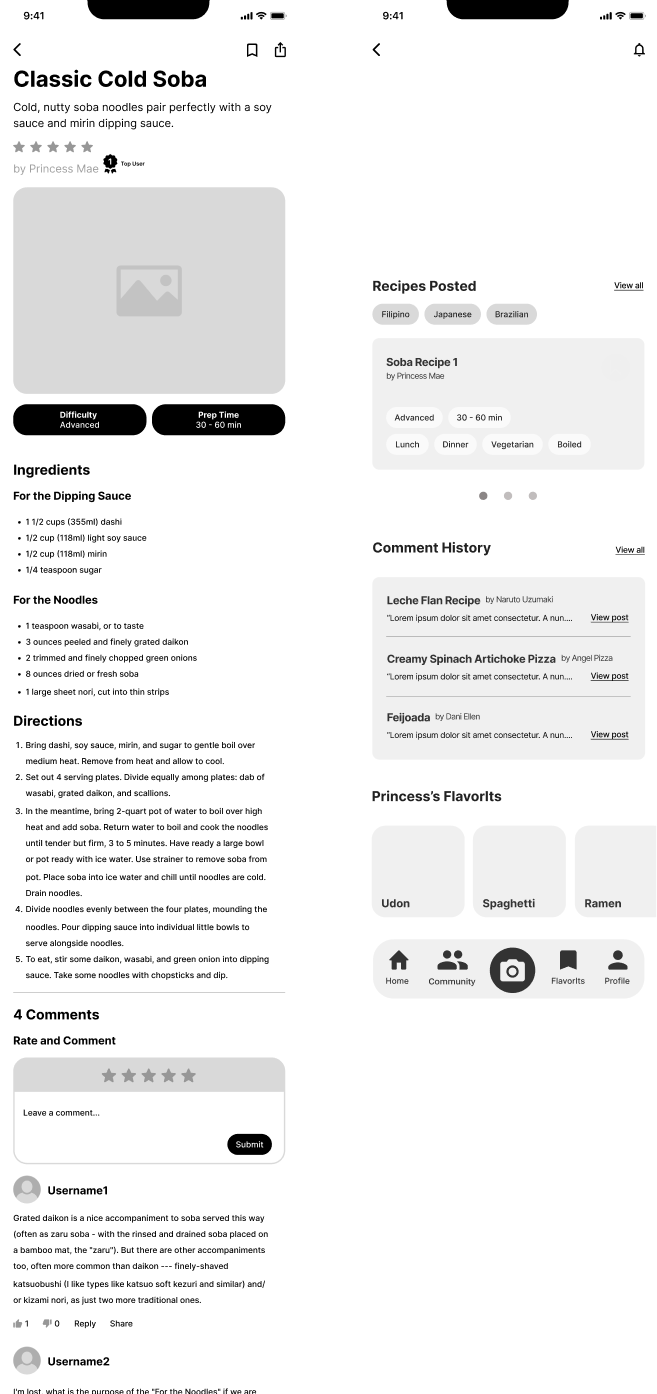 9:41
Classic Cold Soba
Cold, nutty soba noodles pair perfectly with a soy
sauce and mirin dipping sauce.
by Princess Mae 1 Top User
Difficulty
Advanced
Prep Time
30 - 60 min
Ingredients
For the Dipping Sauce
• 1 1/2 cups (355ml) dashi
• 1/2 cup (118ml) light soy sauce
• 1/2 cup (118ml) mirin
• 1/4 teaspoon sugar
For the Noodles
• 1 teaspoon wasabi, or to taste
• 3 ounces peeled and finely grated daikon
• 2 trimmed and finely chopped green onions
• 8 ounces dried or fresh soba
• 1 large sheet nori, cut into thin strips
Directions
1. Bring dashi, soy sauce, mirin, and sugar to gentle boil over
medium heat. Remove from heat and allow to cool.
2. Set out 4 serving plates. Divide equally among plates: dab of
wasabi, grated daikon, and scallions.
3. In the meantime, bring 2-quart pot of water to boil over high
heat and add soba. Return water to boil and cook the noodles
until tender but firm, 3 to 5 minutes. Have ready a large bowl
or pot ready with ice water. Use strainer to remove soba from
pot. Place soba into ice water and chill until noodles are cold.
Drain noodles.
4. Divide noodles evenly between the four plates, mounding the
noodles. Pour dipping sauce into individual little bowls to
serve alongside noodles.
5. To eat, stir some daikon, wasabi, and green onion into dipping
sauce. Take some noodles with chopsticks and dip.
4 Comments
Rate and Comment
Leave a comment...
Submit
Username1
Grated daikon is a nice accompaniment to soba served this way
(often as zaru soba - with the rinsed and drained soba placed on
a bamboo mat, the "zaru"). But there are other accompaniments
too, often more common than daikon --- finely-shaved
katsuobushi (I like types like katsuo soft kezuri and similar) and/
or kizami nori, as just two more traditional ones.
1 0 Reply Share
Username2
I'm lost, what is the purpose of the "For the Noodles" if we are
9:41
Recipes Posted View all
Filipino Japanese Brazilian
Soba Recipe 1
by Princess Mae
Advanced 30 - 60 min
Lunch Dinner Vegetarian Boiled
Comment History View all
Leche Flan Recipe by Naruto Uzumaki
"Lorem ipsum dolor sit amet consectetur. A nun.... View post
Creamy Spinach Artichoke Pizza by Angel Pizza
"Lorem ipsum dolor sit amet consectetur. A nun.... View post
Feijoada by Dani Ellen
"Lorem ipsum dolor sit amet consectetur. A nun.... View post
Princess's FlavorIts
Udon Spaghetti Ramen
Home Community FlavorIts Profile